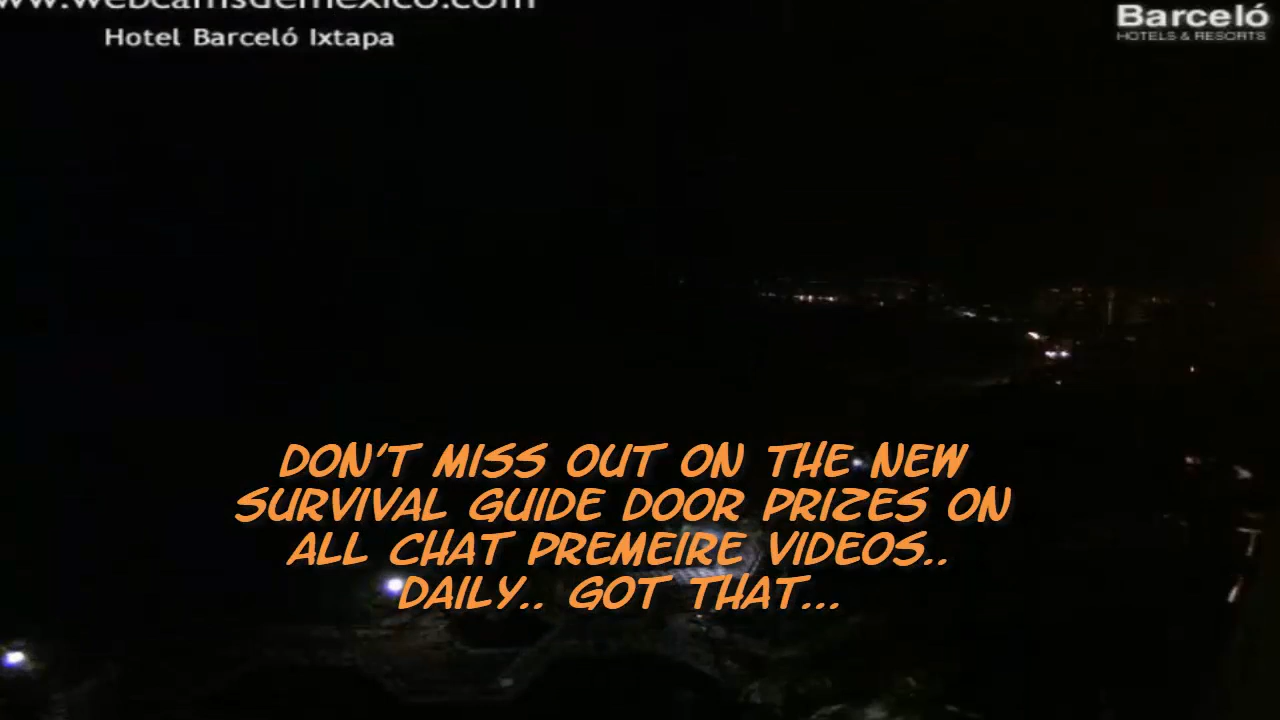 www.webcamsdemexico.com
Hotel Barceló Ixtapa
Barceló
HOTELS & RESORTS
DON'T MISS OUT ON THE NEW
SURVIVAL GUIDE DOOR PRIZES ON
ALL CHAT PREMEIRE VIDEOS..
DAILY.. GOT THAT...